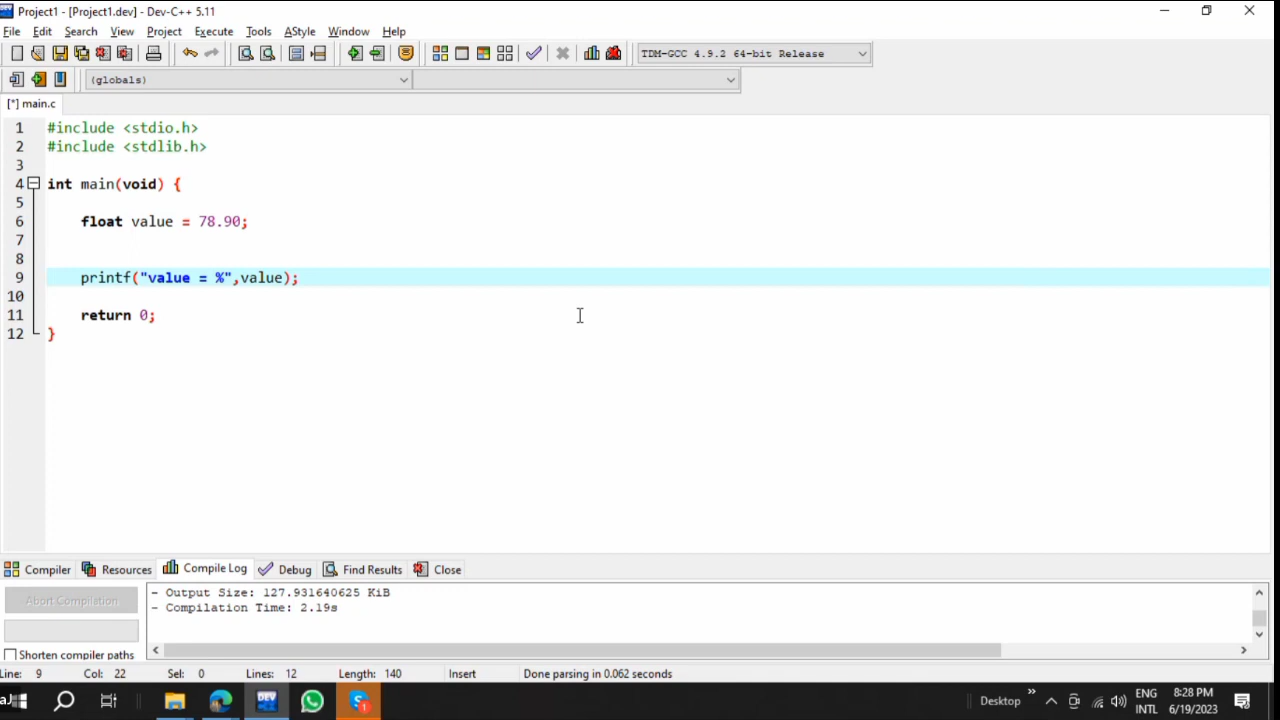 Project1 - [Project1.dev] - Dev-C++ 5.11
File Edit Search View Project Execute Tools AStyle Window Help
TDM-GCC 4.9.2 64-bit Release
(globals)
[*] main.c
1 #include <stdio.h>
2 #include <stdlib.h>
3
4 int main(void) {
5
6 float value = 78.90;
7
8
9 printf("value = %",value);
10
11 return 0;
12 }
Compiler Resources Compile Log Debug Find Results Close
Abort Compilation
- Output Size: 127.931640625 KiB
- Compilation Time: 2.19s
Shorten compiler paths
Line: 9 Col: 22 Sel: 0 Lines: 12 Length: 140 Insert Done parsing in 0.062 seconds
DEV
Desktop
ENG
INTL
8:28 PM
6/19/2023